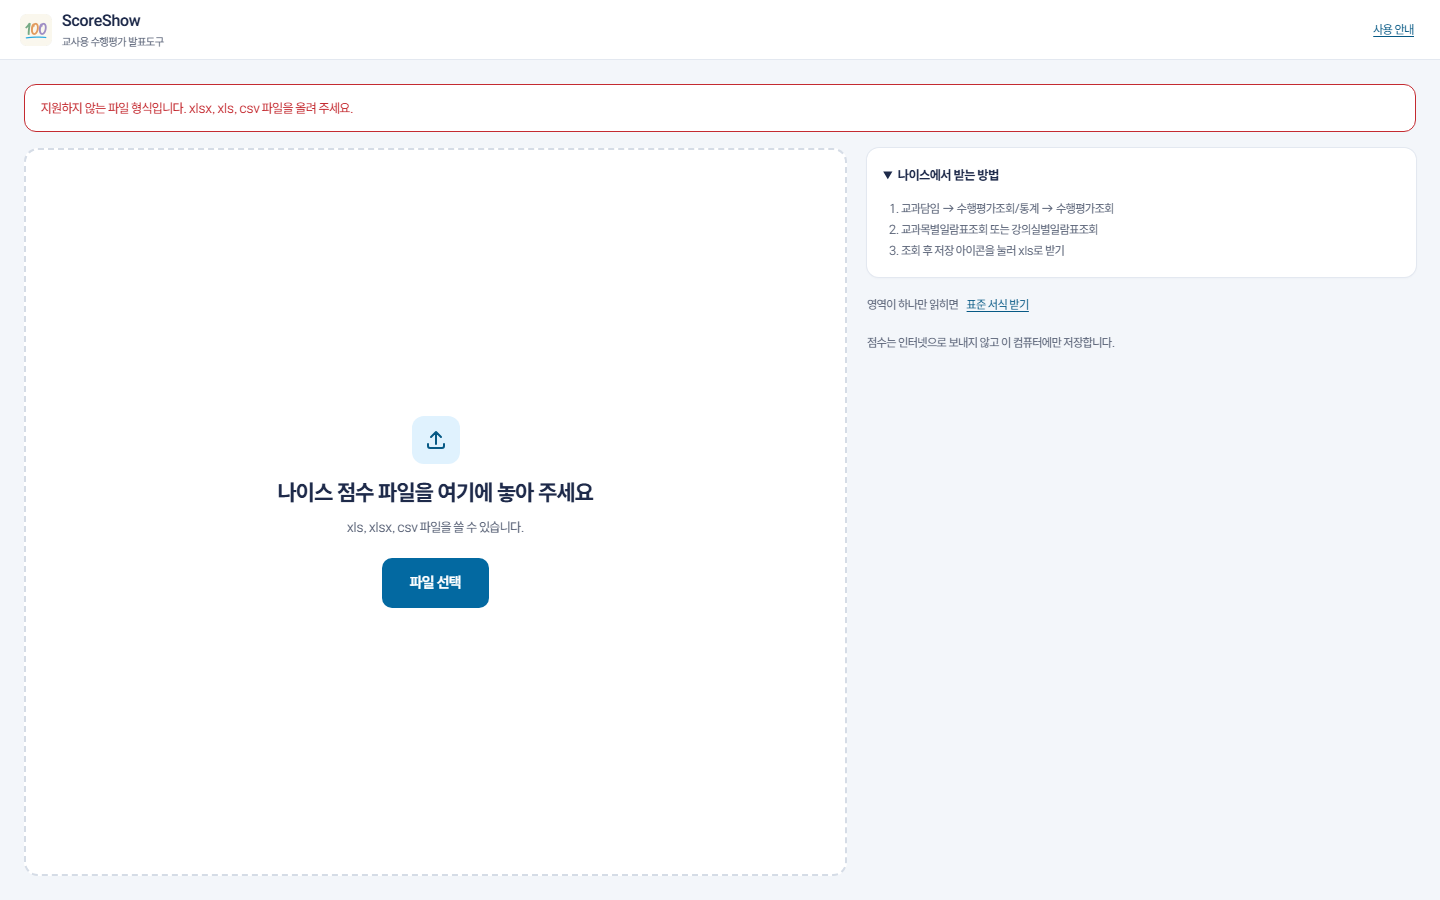 100
ScoreShow
교사용 수행평가 발표도구
사용 안내
지원하지 않는 파일 형식입니다. xlsx, xls, csv 파일을 올려 주세요.
나이스 점수 파일을 여기에 놓아 주세요
xls, xlsx, csv 파일을 쓸 수 있습니다.
파일 선택
▼ 나이스에서 받는 방법
1. 교과담임 → 수행평가조회/통계 → 수행평가조회
2. 교과목별일람표조회 또는 강의실별일람표조회
3. 조회 후 저장 아이콘을 눌러 xls로 받기
영역이 하나만 읽히면 표준 서식 받기
점수는 인터넷으로 보내지 않고 이 컴퓨터에만 저장합니다.